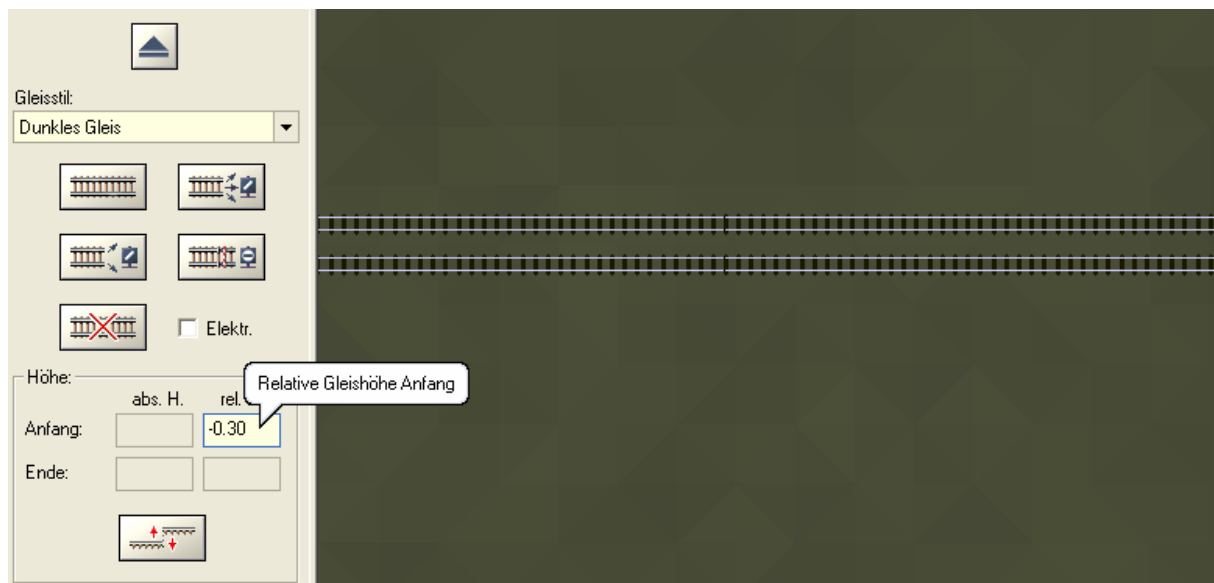 Gleisstil:
Dunkles Gleis
Elektr.
Höhe:
Relative Gleishöhe Anfang
abs. H. rel.
Anfang: -0.30
Ende: